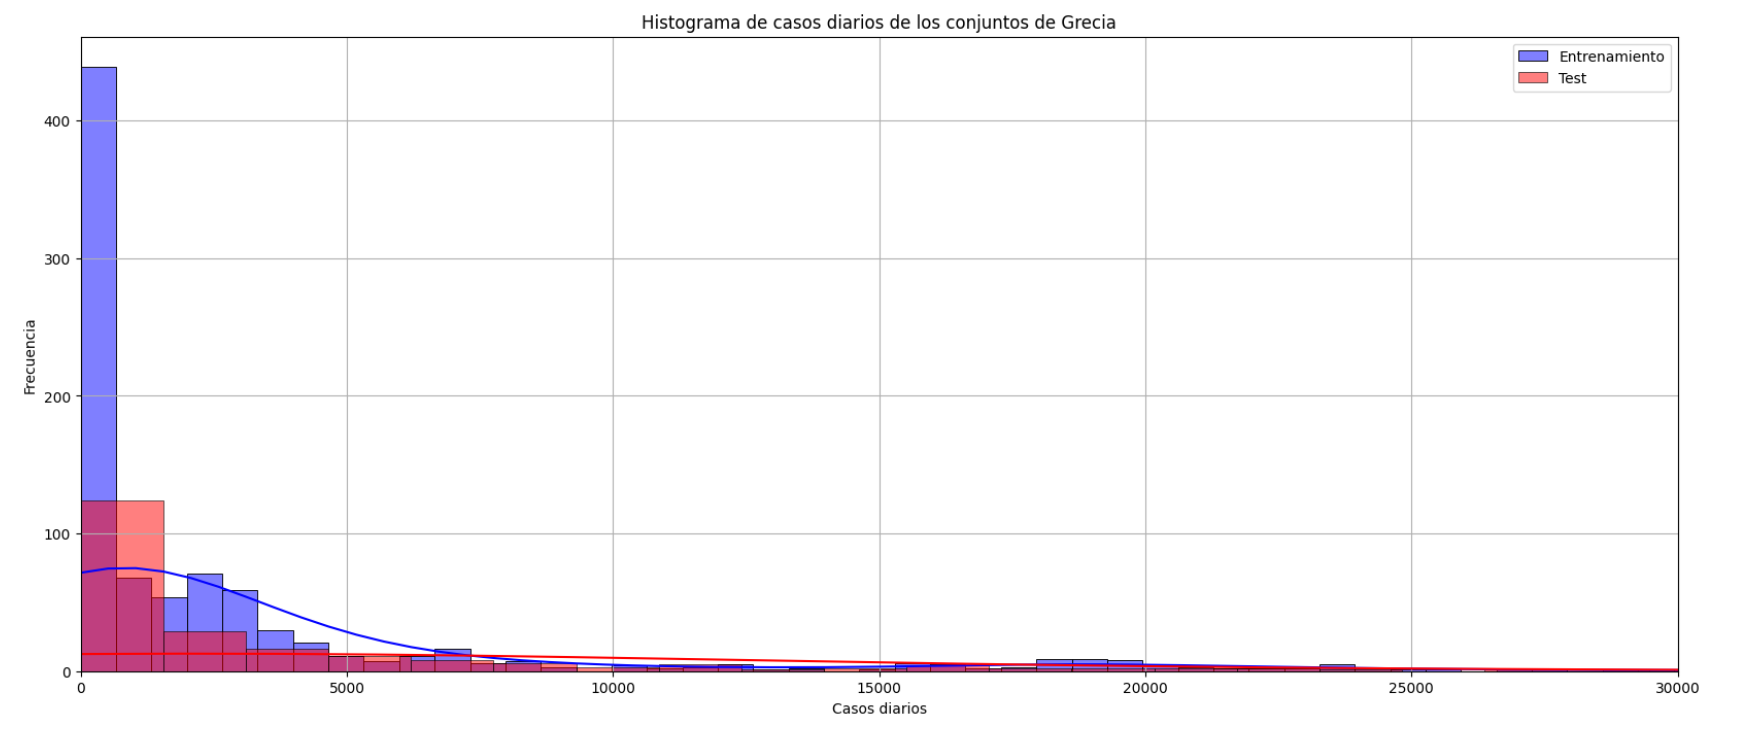 Histograma de casos diarios de los conjuntos de Grecia
Entrenamiento
Test
Frecuencia
400
300
200
100
0
0 5000 10000 15000 20000 25000 30000
Casos diarios